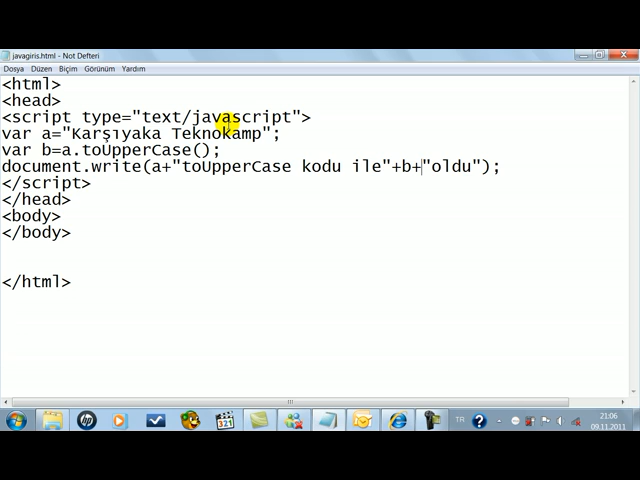 javagiris.html - Not Defteri
Dosya Düzen Biçim Görünüm Yardım
<html>
<head>
<script type="text/javascript">
var a="Karşıyaka Teknokamp";
var b=a.toUpperCase();
document.write(a+"toUpperCase kodu ile"+b+"oldu");
</script>
</head>
<body>
</body>
</html>
321
TR
21:06
09.11.2011